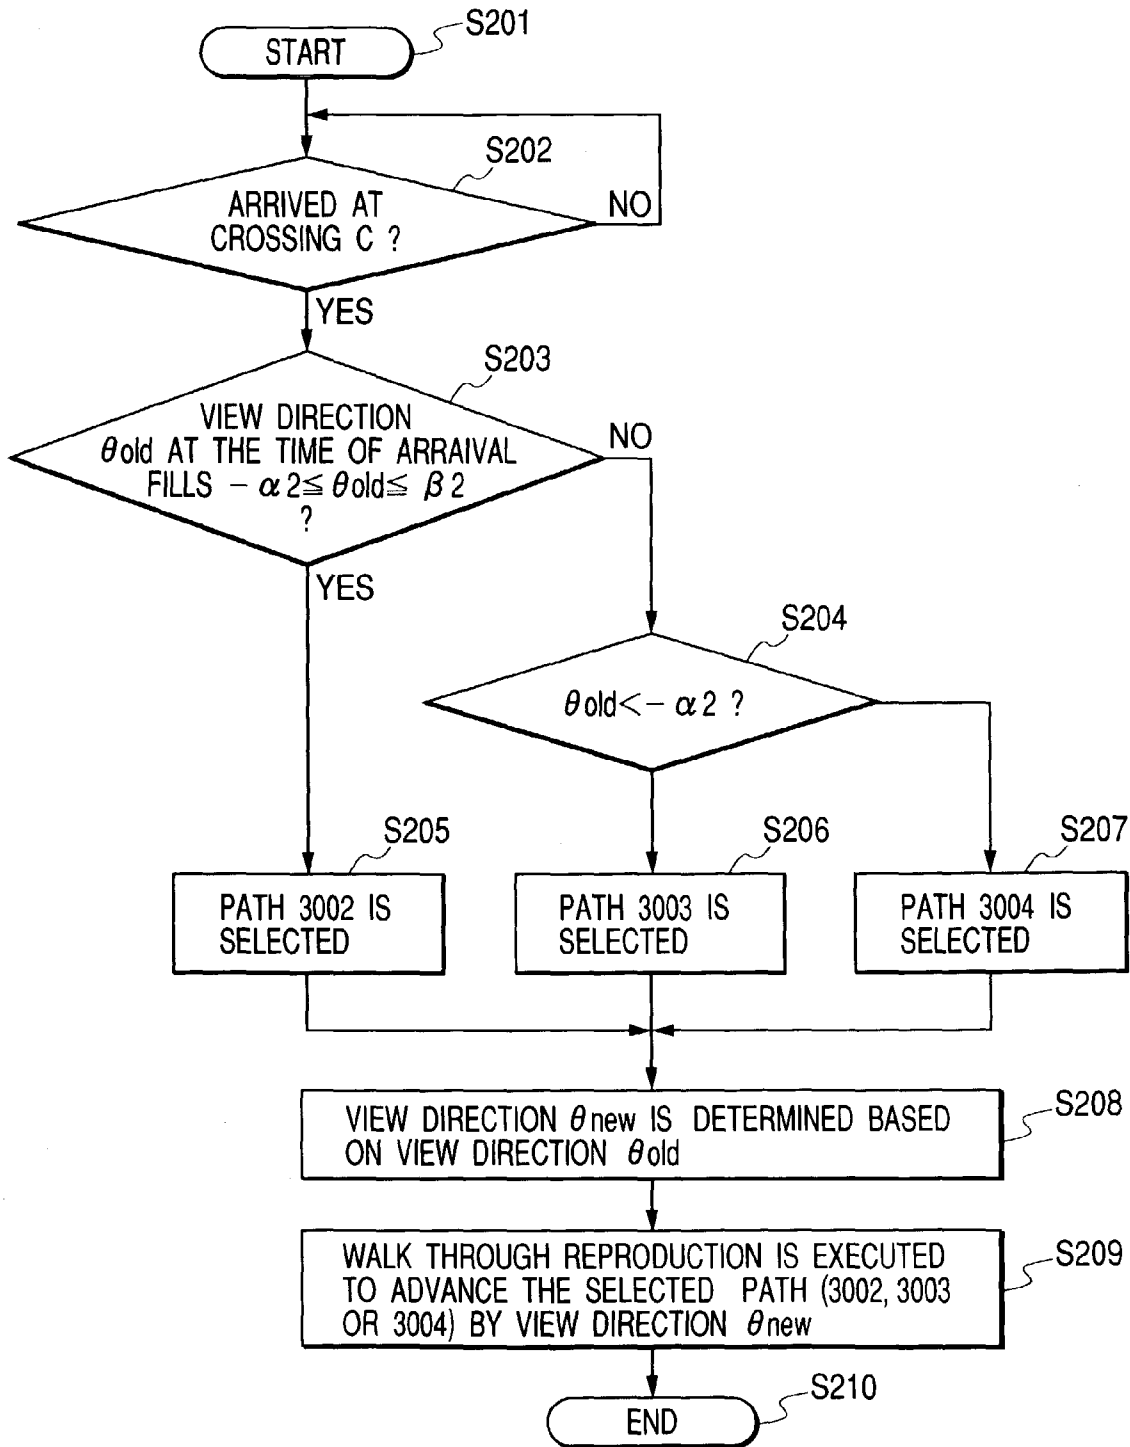 S201
START
S202
ARRIVED AT
CROSSING C ?
NO
YES
S203
VIEW DIRECTION
θold AT THE TIME OF ARRAIVAL
FILLS − α2≦ θold≦ β2
?
NO
YES
S204
θold<− α2 ?
S205
PATH 3002 IS
SELECTED
S206
PATH 3003 IS
SELECTED
S207
PATH 3004 IS
SELECTED
S208
VIEW DIRECTION θnew IS DETERMINED BASED
ON VIEW DIRECTION θold
S209
WALK THROUGH REPRODUCTION IS EXECUTED
TO ADVANCE THE SELECTED PATH (3002, 3003
OR 3004) BY VIEW DIRECTION θnew
S210
END